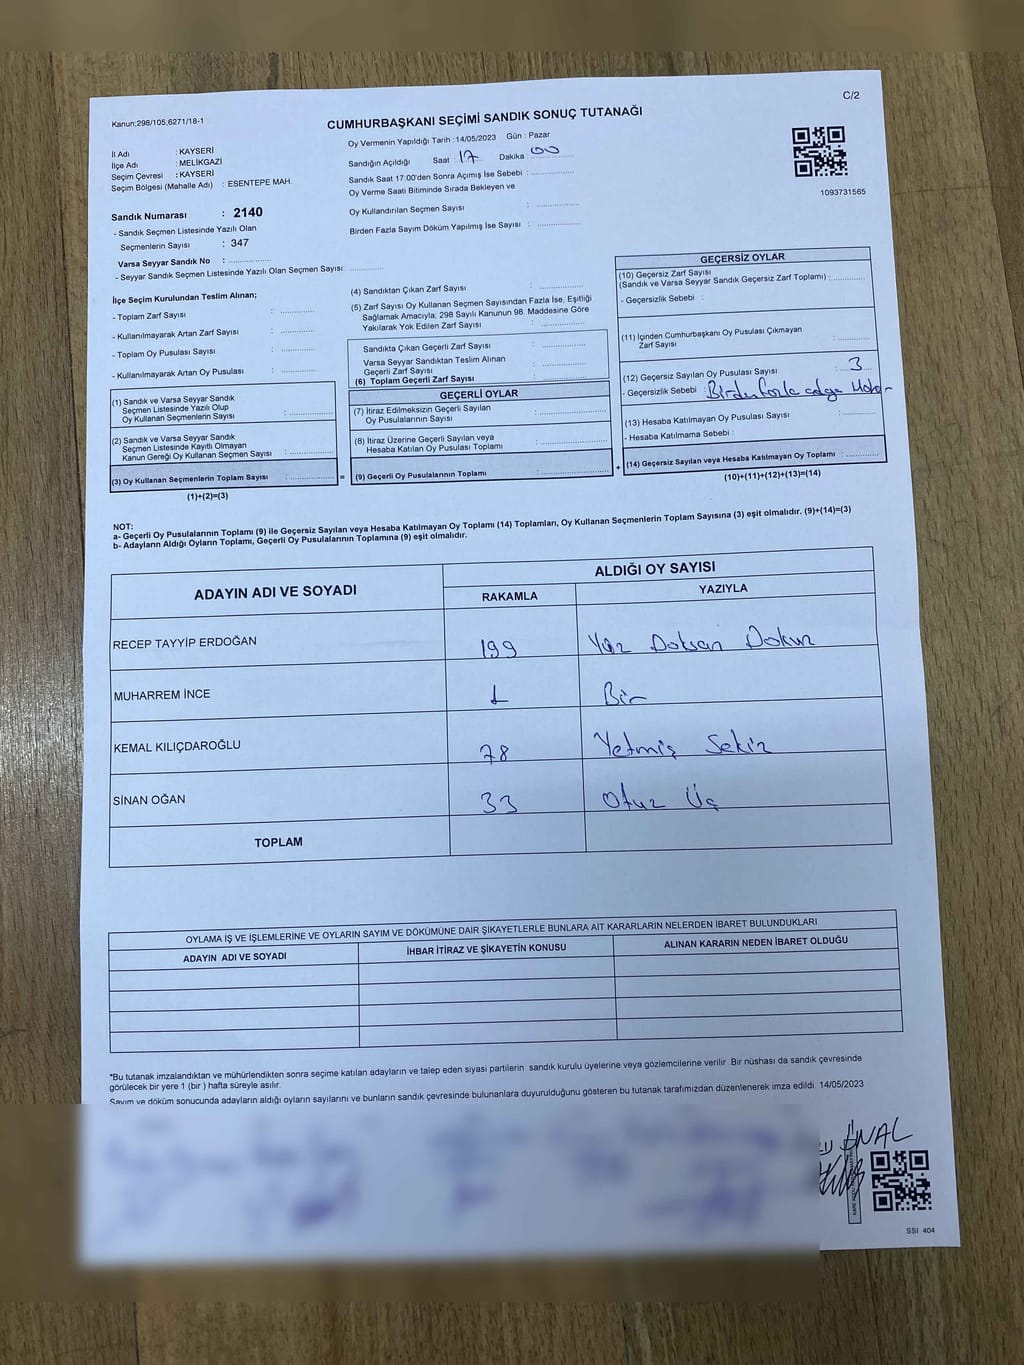 C/2
Kanun:298/105,6271/18-1
CUMHURBAŞKANI SEÇİMİ SANDIK SONUÇ TUTANAĞI
İl Adı : KAYSERİ
İlçe Adı : MELİKGAZİ
Seçim Çevresi : KAYSERİ
Seçim Bölgesi (Mahalle Adı) : ESENTEPE MAH.
Oy Vermenin Yapıldığı Tarih :14/05/2023 Gün : Pazar
Sandığın Açıldığı Saat 17 Dakika 00
Sandık Saat 17:00'den Sonra Açımış İse Sebebi :
Oy Verme Saati Bitiminde Sırada Bekleyen ve
Oy Kullandırılan Seçmen Sayısı :
Birden Fazla Sayım Döküm Yapılmış İse Sayısı :
1093731565
Sandık Numarası : 2140
- Sandık Seçmen Listesinde Yazılı Olan
Seçmenlerin Sayısı : 347
Varsa Seyyar Sandık No :
- Seyyar Sandık Seçmen Listesinde Yazılı Olan Seçmen Sayısı:
İlçe Seçim Kurulundan Teslim Alınan;
- Toplam Zarf Sayısı :
- Kullanılmayarak Artan Zarf Sayısı :
- Toplam Oy Pusulası Sayısı :
- Kullanılmayarak Artan Oy Pusulası :
(1) Sandık ve Varsa Seyyar Sandık
Seçmen Listesinde Yazılı Olup
Oy Kullanan Seçmenlerin Sayısı :
(2) Sandık ve Varsa Seyyar Sandık
Seçmen Listesinde Kayıtlı Olmayan
Kanun Gereği Oy Kullanan Seçmen Sayısı :
(3) Oy Kullanan Seçmenlerin Toplam Sayısı :
(1)+(2)=(3)
=
(4) Sandıktan Çıkan Zarf Sayısı :
(5) Zarf Sayısı Oy Kullanan Seçmen Sayısından Fazla İse, Eşitliği
Sağlamak Amacıyla; 298 Sayılı Kanunun 98. Maddesine Göre
Yakılarak Yok Edilen Zarf Sayısı :
Sandıkta Çıkan Geçerli Zarf Sayısı :
Varsa Seyyar Sandıktan Teslim Alınan
Geçerli Zarf Sayısı :
(6) Toplam Geçerli Zarf Sayısı :
GEÇERLİ OYLAR
(7) İtiraz Edilmeksizin Geçerli Sayılan
Oy Pusulalarının Sayısı :
(8) İtiraz Üzerine Geçerli Sayılan veya
Hesaba Katılan Oy Pusulası Toplamı :
(9) Geçerli Oy Pusulalarının Toplamı :
+
GEÇERSİZ OYLAR
(10) Geçersiz Zarf Sayısı
(Sandık ve Varsa Seyyar Sandık Geçersiz Zarf Toplamı) :
- Geçersizlik Sebebi :
(11) İçinden Cumhurbaşkanı Oy Pusulası Çıkmayan
Zarf Sayısı :
(12) Geçersiz Sayılan Oy Pusulası Sayısı : 3
- Geçersizlik Sebebi : Birden fazla
(13) Hesaba Katılmayan Oy Pusulası Sayısı :
- Hesaba Katılmama Sebebi :
(14) Geçersiz Sayılan veya Hesaba Katılmayan Oy Toplamı :
(10)+(11)+(12)+(13)=(14)
NOT:
a- Geçerli Oy Pusulalarının Toplamı (9) ile Geçersiz Sayılan veya Hesaba Katılmayan Oy Toplamı (14) Toplamları, Oy Kullanan Seçmenlerin Toplam Sayısına (3) eşit olmalıdır. (9)+(14)=(3)
b- Adayların Aldığı Oyların Toplamı, Geçerli Oy Pusulalarının Toplamına (9) eşit olmalıdır.
ADAYIN ADI VE SOYADI ALDIĞI OY SAYISI
RAKAMLA YAZIYLA
RECEP TAYYİP ERDOĞAN 199 Yüz Doksan Dokuz
MUHARREM İNCE 1 Bir
KEMAL KILIÇDAROĞLU 78 Yetmiş Sekiz
SİNAN OĞAN 33 Otuz Üç
TOPLAM
OYLAMA İŞ VE İŞLEMLERİNE VE OYLARIN SAYIM VE DÖKÜMÜNE DAİR ŞİKAYETLERLE BUNLARA AİT KARARLARIN NELERDEN İBARET BULUNDUKLARI
ADAYIN ADI VE SOYADI İHBAR İTİRAZ VE ŞİKAYETİN KONUSU ALINAN KARARIN NEDEN İBARET OLDUĞU
*Bu tutanak imzalandıktan ve mühürlendikten sonra seçime katılan adayların ve talep eden siyasi partilerin sandık kurulu üyelerine veya gözlemcilerine verilir .Bir nüshası da sandık çevresinde
görülecek bir yere 1 (bir ) hafta süreyle asılır.
Sayım ve döküm sonucunda adayların aldığı oyların sayılarını ve bunların sandık çevresinde bulunanlara duyurulduğunu gösteren bu tutanak tarafımızdan düzenlenerek imza edildi. 14/05/2023
ÜNAL
SSI 404